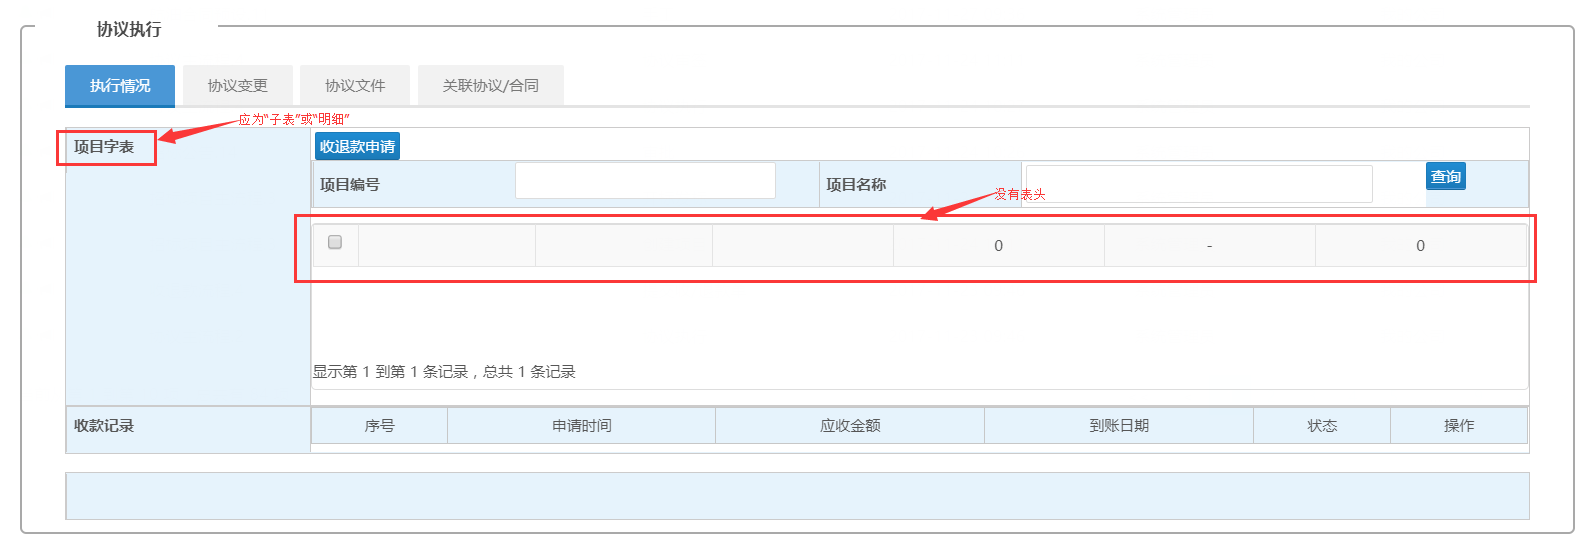 协议执行
执行情况 协议变更 协议文件 关联协议/合同
应为“子表”或“明细”
项目字表 收退款申请
项目编号 项目名称 查询
没有表头
0 - 0
显示第 1 到第 1 条记录，总共 1 条记录
收款记录 序号 申请时间 应收金额 到账日期 状态 操作